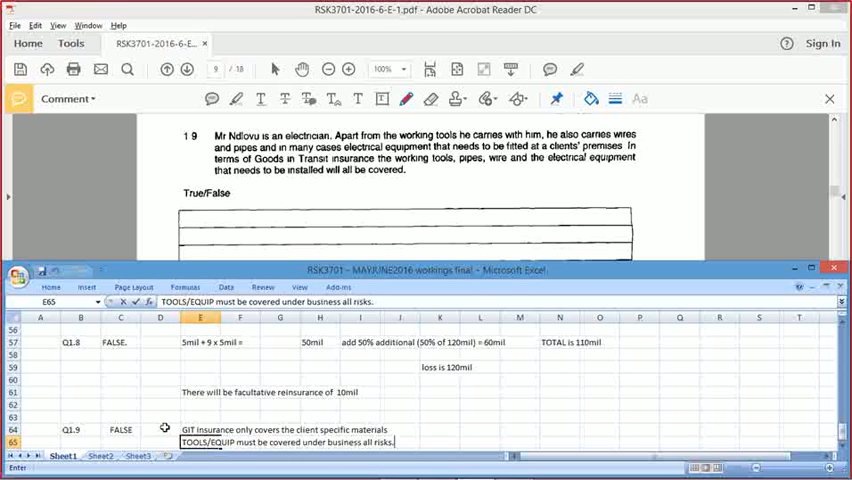 RSK3701-2016-6-E-1.pdf - Adobe Acrobat Reader DC
File Edit View Window Help
Home Tools RSK3701-2016-6-E... × Sign In
9 / 18 100%
Comment
1 9 Mr Ndlovu is an electrician. Apart from the working tools he carries with him, he also carries wires
and pipes and in many cases electrical equipment that needs to be fitted at a clients' premises In
terms of Goods in Transit insurance the working tools, pipes, wire and the electrical equipment
that needs to be installed will all be covered.
True/False
RSK3701 - MAYJUNE2016 workings final - Microsoft Excel
Home Insert Page Layout Formulas Data Review View Add-Ins
E65 fx TOOLS/EQUIP must be covered under business all risks.
A B C D E F G H I J K L M N O P Q R S T
56
57 Q1.8 FALSE. 5mil + 9 x 5mil = 50mil add 50% additional (50% of 120mil) = 60mil TOTAL is 110mil
58
59 loss is 120mil
60
61 There will be facultative reinsurance of 10mil
62
63
64 Q1.9 FALSE GIT Insurance only covers the client specific materials
65 TOOLS/EQUIP must be covered under business all risks.
Sheet1 Sheet2 Sheet3
Enter